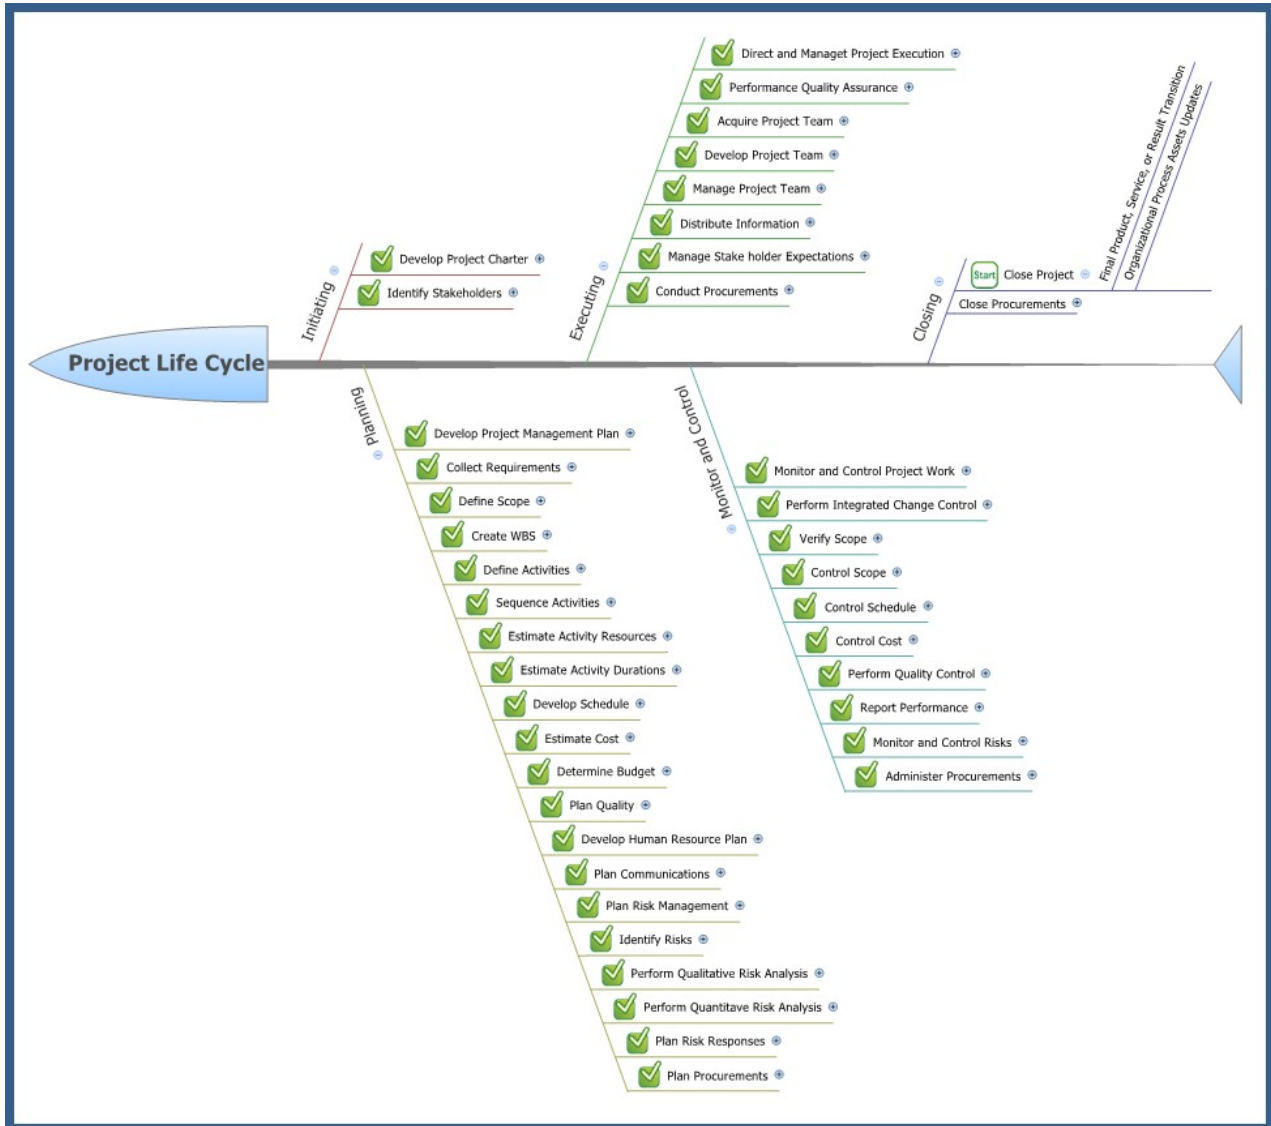 Project Life Cycle
Initiating
Develop Project Charter
Identify Stakeholders
Planning
Develop Project Management Plan
Collect Requirements
Define Scope
Create WBS
Define Activities
Sequence Activities
Estimate Activity Resources
Estimate Activity Durations
Develop Schedule
Estimate Cost
Determine Budget
Plan Quality
Develop Human Resource Plan
Plan Communications
Plan Risk Management
Identify Risks
Perform Qualitative Risk Analysis
Perform Quantitave Risk Analysis
Plan Risk Responses
Plan Procurements
Executing
Direct and Managet Project Execution
Performance Quality Assurance
Acquire Project Team
Develop Project Team
Manage Project Team
Distribute Information
Manage Stake holder Expectations
Conduct Procurements
Monitor and Control
Monitor and Control Project Work
Perform Integrated Change Control
Verify Scope
Control Scope
Control Schedule
Control Cost
Perform Quality Control
Report Performance
Monitor and Control Risks
Administer Procurements
Closing
Start Close Project
Final Product, Service, or Result Transition
Organizational Process Assets Updates
Close Procurements